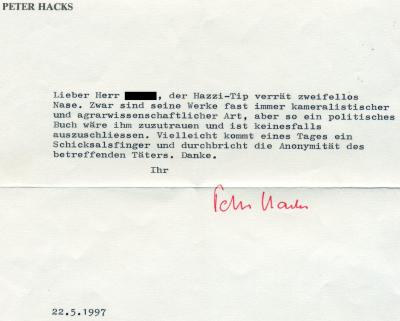 PETER HACKS
Lieber Herr , der Hazzi-Tip verrät zweifellos
Nase. Zwar sind seine Werke fast immer kameralistischer
und agrarwissenschaftlicher Art, aber so ein politisches
Buch wäre ihm zuzutrauen und ist keinesfalls
auszuschliessen. Vielleicht kommt eines Tages ein
Schicksalsfinger und durchbricht die Anonymität des
betreffenden Täters. Danke.
Ihr
Peter Hacks
22.5.1997